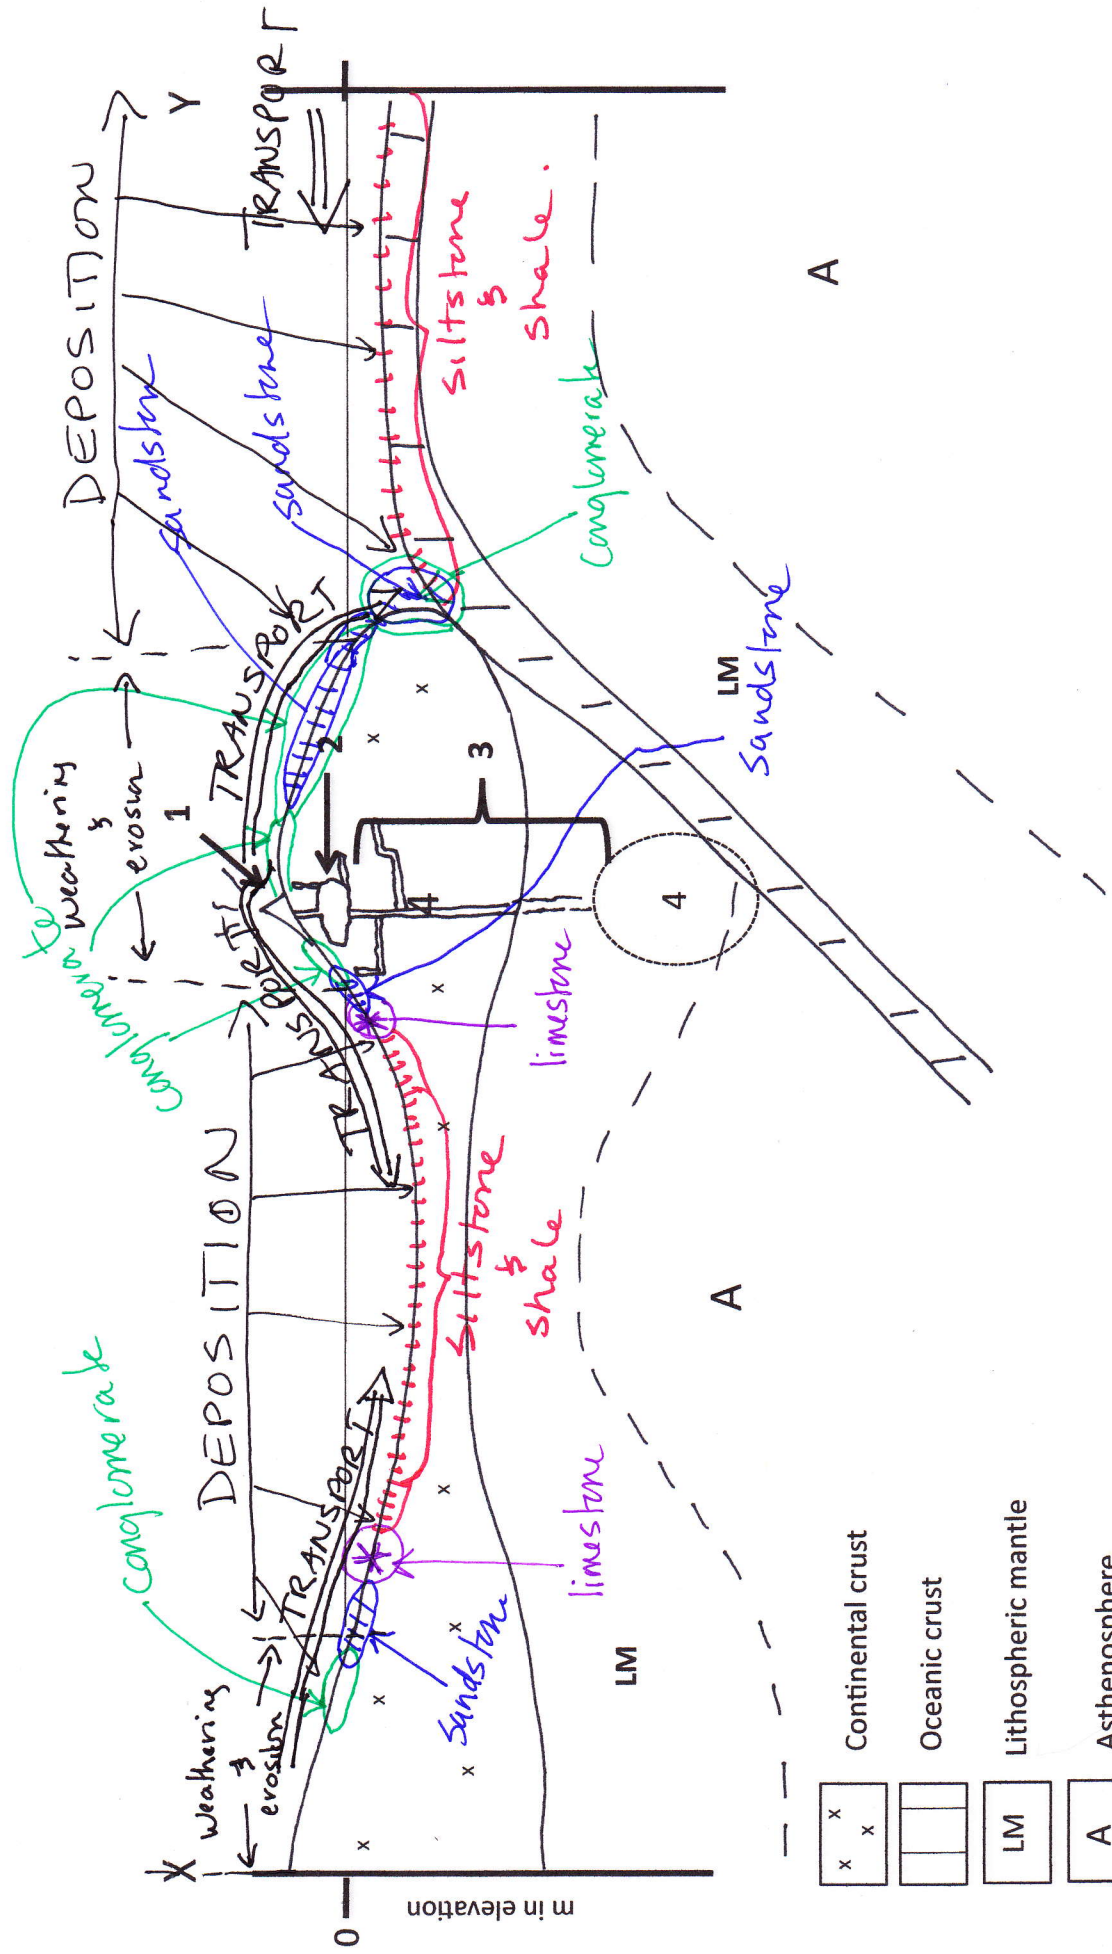 X
Y
0
m in elevation
Weathering
&
erosion
TRANSPORT
DEPOSITION
Conglomerate
Sandstone
limestone
Siltstone
&
shale
TRANSPORT
limestone
conglomerate
Weathering
&
erosion
1
TRANSPORT
2
3
4
4
Sandstone
DEPOSITION
Sandstone
Sandstone
TRANSPORT
Siltstone
&
shale.
Conglomerate
LM
LM
A
A
x x x
Continental crust
Oceanic crust
LM
Lithospheric mantle
A
Asthenosphere